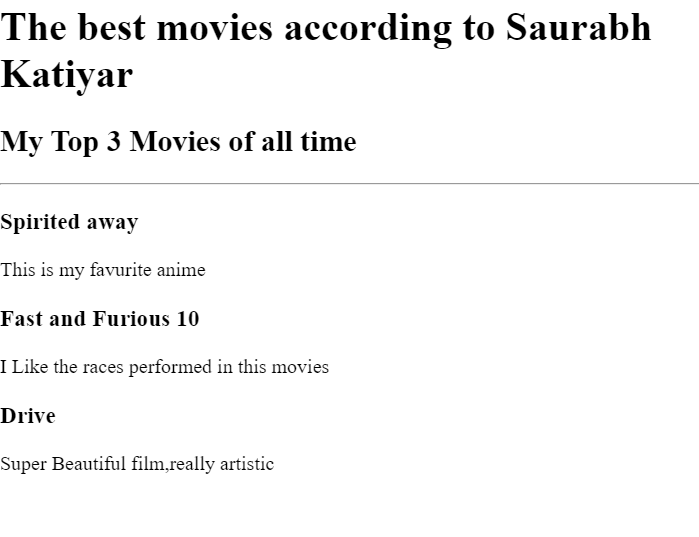 The best movies according to Saurabh
Katiyar
My Top 3 Movies of all time
Spirited away
This is my favurite anime
Fast and Furious 10
I Like the races performed in this movies
Drive
Super Beautiful film,really artistic